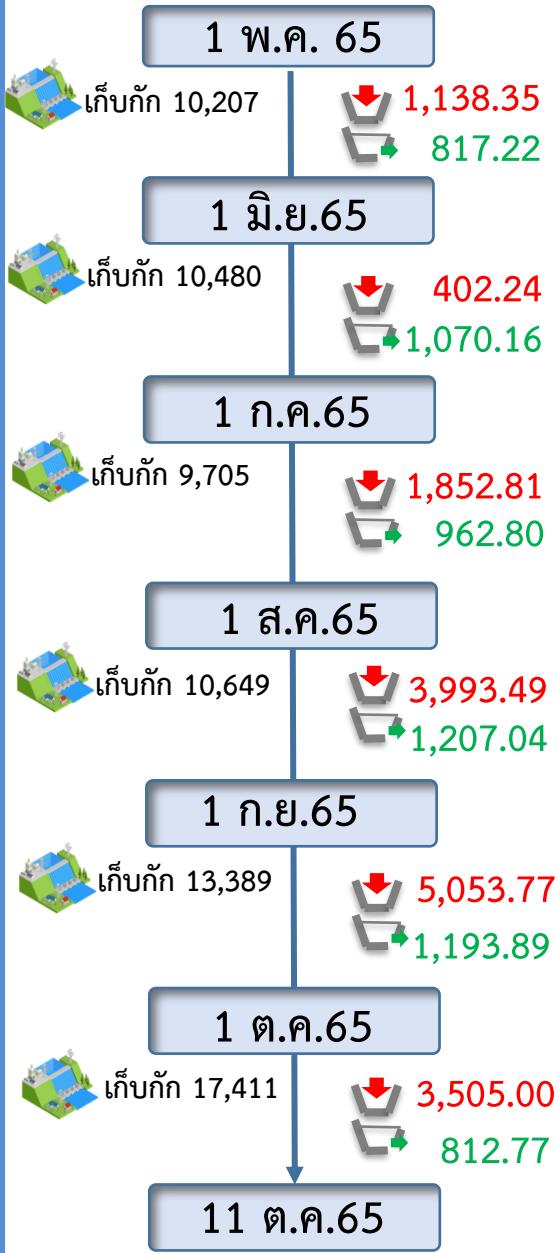 1 พ.ค. 65
เก็บกัก 10,207
1,138.35
817.22
1 มิ.ย.65
เก็บกัก 10,480
402.24
1,070.16
1 ก.ค.65
เก็บกัก 9,705
1,852.81
962.80
1 ส.ค.65
เก็บกัก 10,649
3,993.49
1,207.04
1 ก.ย.65
เก็บกัก 13,389
5,053.77
1,193.89
1 ต.ค.65
เก็บกัก 17,411
3,505.00
812.77
11 ต.ค.65